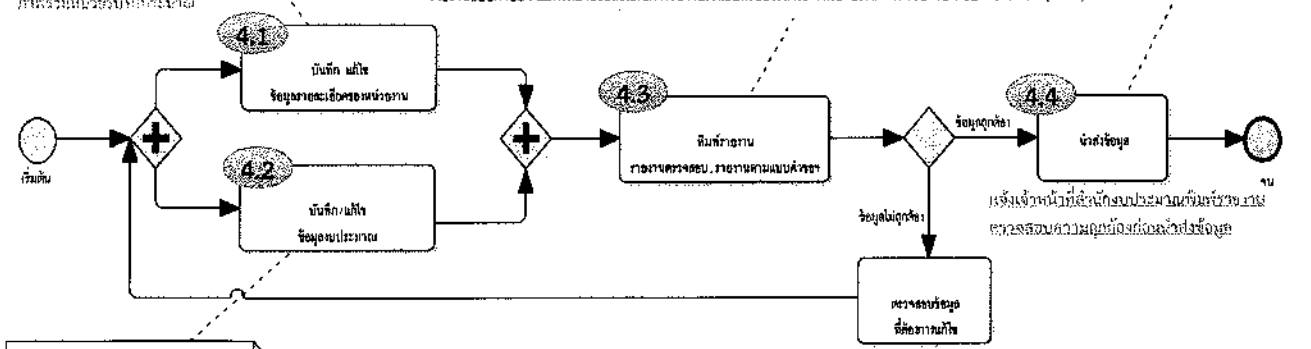 4.1
บันทึก แก้ไข
ข้อมูลรายละเอียดของหน่วยงาน
4.3
4.4
ข้อมูลถูกต้อง
พิมพ์รายงาน
นำส่งข้อมูล
รายงานตรวจสอบ, รายงานตามแบบคำขอฯ
เริ่มต้น
4.2
จบ
บันทึก/แก้ไข
ข้อมูลงบประมาณ
ข้อมูลไม่ถูกต้อง
แจ้งเจ้าหน้าที่สำนักงบประมาณพิมพ์รายงาน
ตรวจสอบความถูกต้องก่อนนำส่งข้อมูล
ตรวจสอบข้อมูล
ที่ต้องการแก้ไข